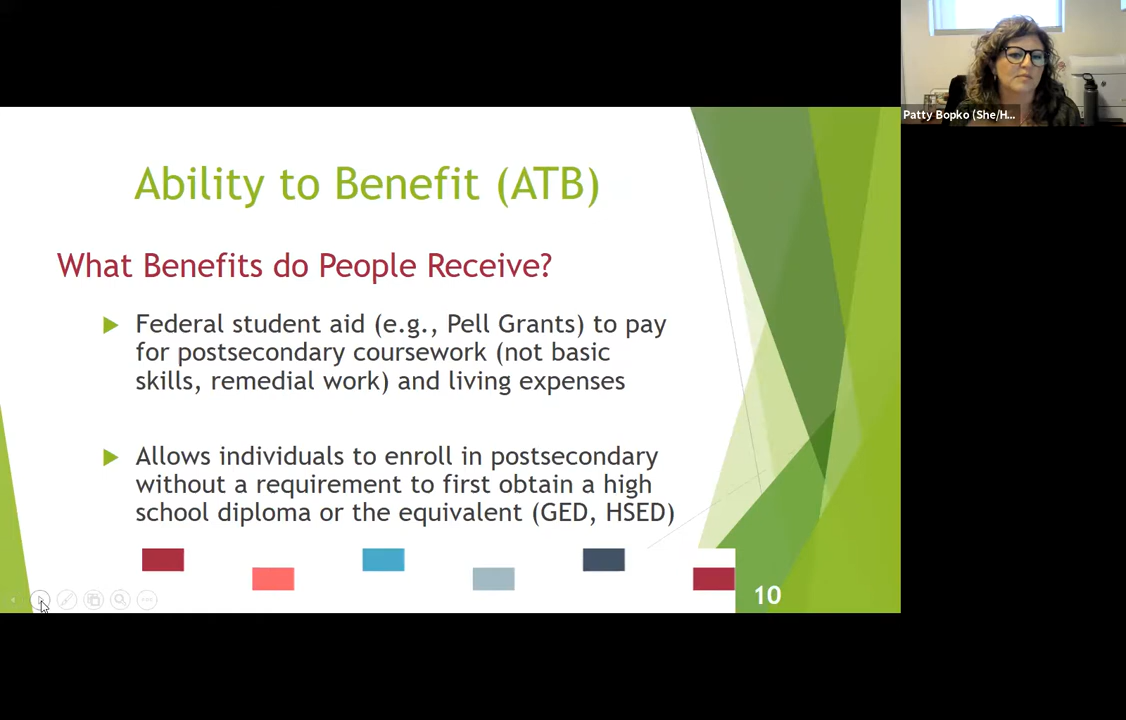 Patty Bopko (She/H...
Ability to Benefit (ATB)
What Benefits do People Receive?
Federal student aid (e.g., Pell Grants) to pay
for postsecondary coursework (not basic
skills, remedial work) and living expenses
Allows individuals to enroll in postsecondary
without a requirement to first obtain a high
school diploma or the equivalent (GED, HSED)
10